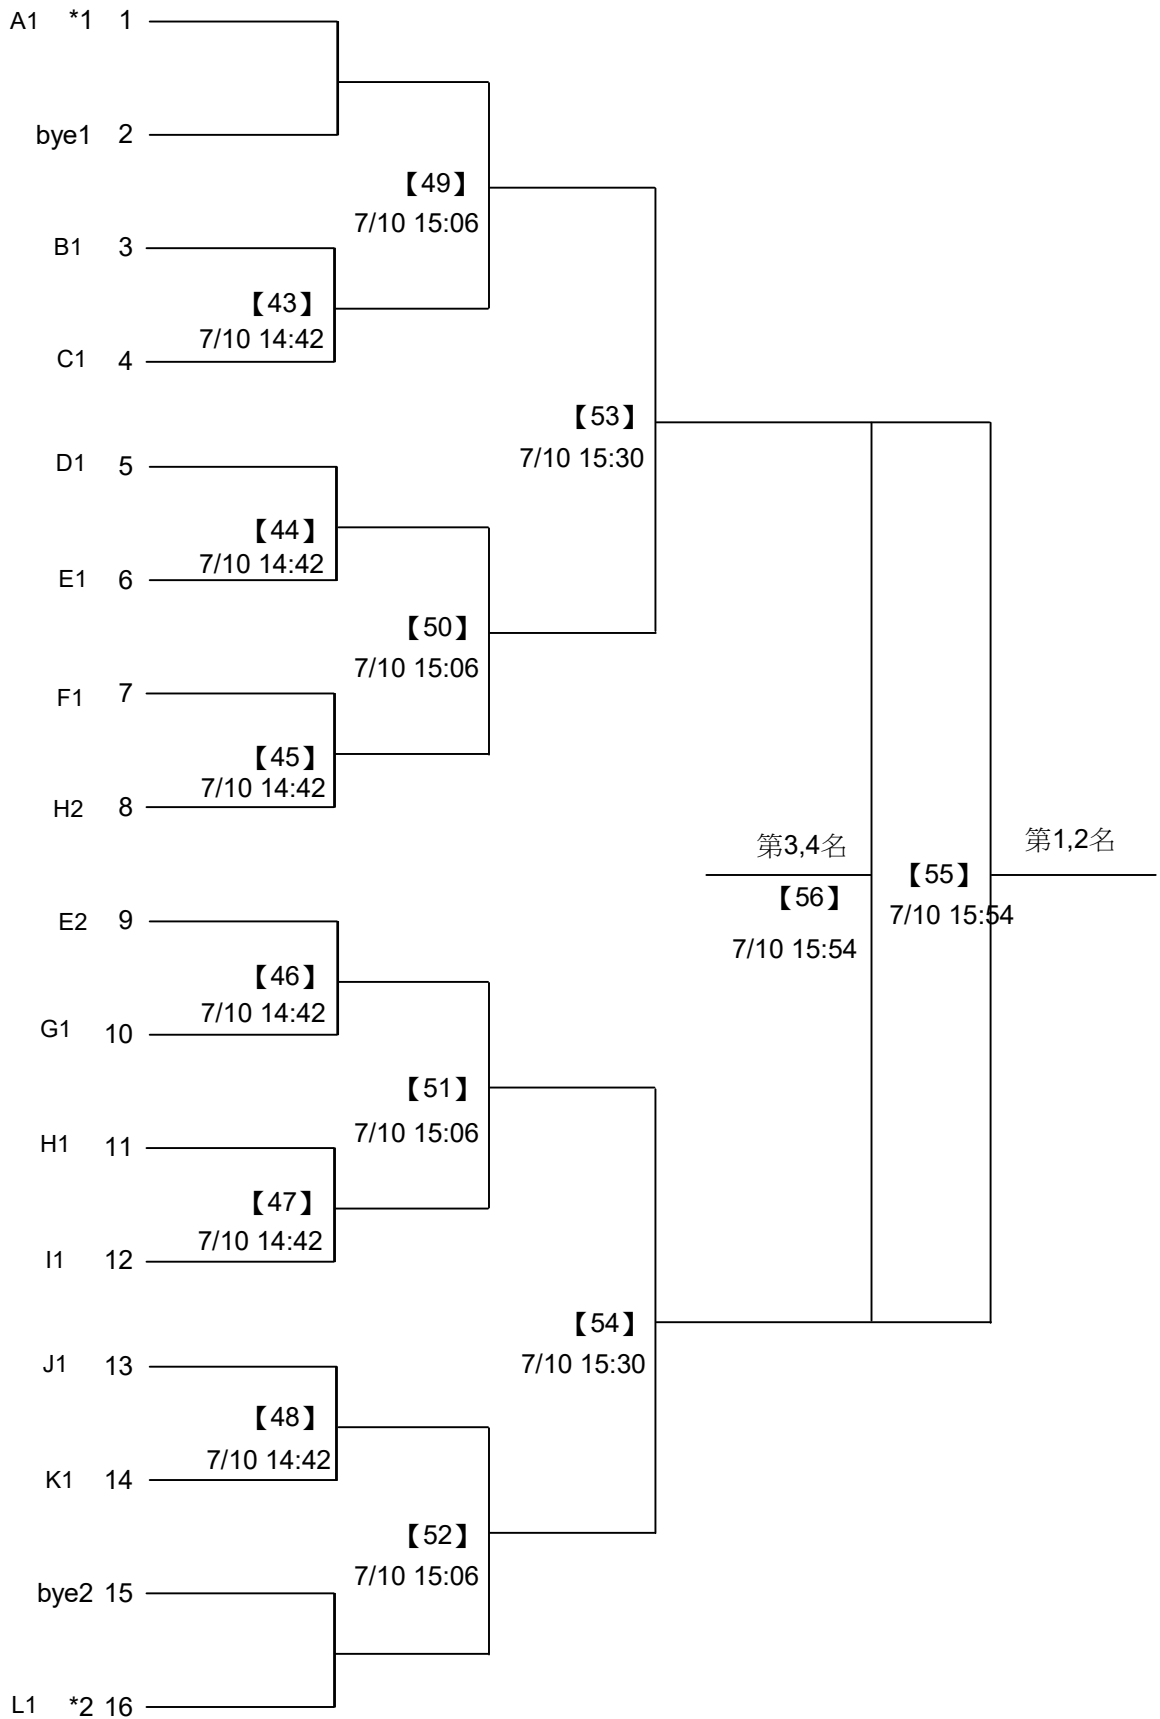 A1 *1 1
bye1 2
【49】
7/10 15:06
B1 3
【43】
7/10 14:42
C1 4
【53】
7/10 15:30
D1 5
【44】
7/10 14:42
E1 6
【50】
7/10 15:06
F1 7
【45】
7/10 14:42
H2 8
第3,4名
第1,2名
【56】
7/10 15:54
【55】
7/10 15:54
E2 9
【46】
7/10 14:42
G1 10
【51】
7/10 15:06
H1 11
【47】
7/10 14:42
I1 12
【54】
7/10 15:30
J1 13
【48】
7/10 14:42
K1 14
【52】
7/10 15:06
bye2 15
L1 *2 16